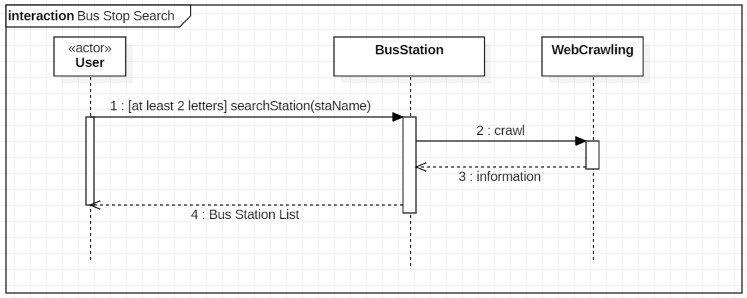 interaction Bus Stop Search
«actor»
User
BusStation
WebCrawling
1 : [at least 2 letters] searchStation(staName)
2 : crawl
3 : information
4 : Bus Station List